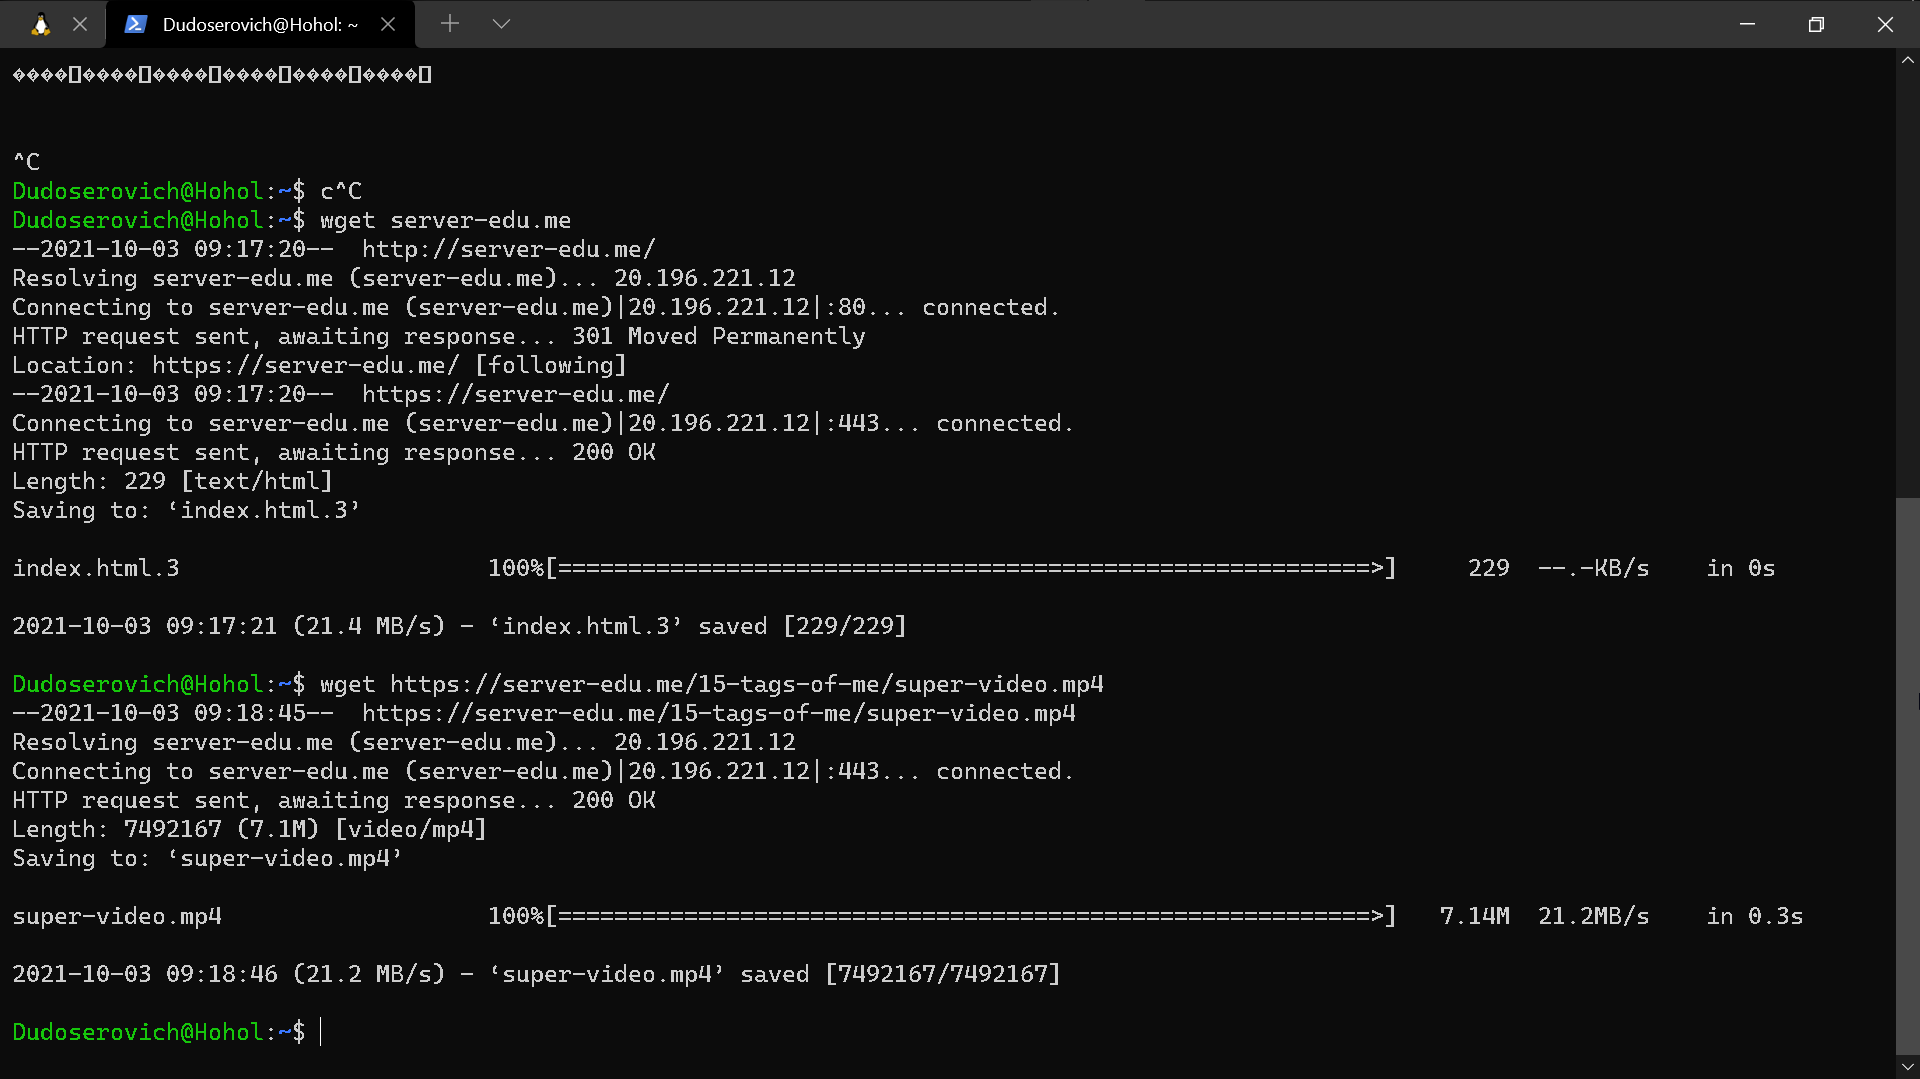 Dudoserovich@Hohol: ~
����▯����▯����▯����▯����▯����▯
^C
Dudoserovich@Hohol:~$ c^C
Dudoserovich@Hohol:~$ wget server-edu.me
--2021-10-03 09:17:20--  http://server-edu.me/
Resolving server-edu.me (server-edu.me)... 20.196.221.12
Connecting to server-edu.me (server-edu.me)|20.196.221.12|:80... connected.
HTTP request sent, awaiting response... 301 Moved Permanently
Location: https://server-edu.me/ [following]
--2021-10-03 09:17:20--  https://server-edu.me/
Connecting to server-edu.me (server-edu.me)|20.196.221.12|:443... connected.
HTTP request sent, awaiting response... 200 OK
Length: 229 [text/html]
Saving to: ‘index.html.3’
index.html.3                      100%[==========================================================>]     229  --.-KB/s    in 0s
2021-10-03 09:17:21 (21.4 MB/s) - ‘index.html.3’ saved [229/229]
Dudoserovich@Hohol:~$ wget https://server-edu.me/15-tags-of-me/super-video.mp4
--2021-10-03 09:18:45--  https://server-edu.me/15-tags-of-me/super-video.mp4
Resolving server-edu.me (server-edu.me)... 20.196.221.12
Connecting to server-edu.me (server-edu.me)|20.196.221.12|:443... connected.
HTTP request sent, awaiting response... 200 OK
Length: 7492167 (7.1M) [video/mp4]
Saving to: ‘super-video.mp4’
super-video.mp4                   100%[==========================================================>]   7.14M  21.2MB/s    in 0.3s
2021-10-03 09:18:46 (21.2 MB/s) - ‘super-video.mp4’ saved [7492167/7492167]
Dudoserovich@Hohol:~$